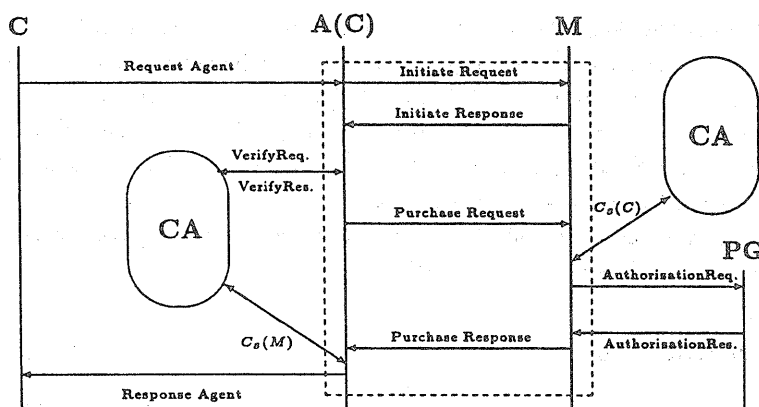 C
A(C)
M
Request Agent
Initiate Request
Initiate Response
CA
VerifyReq.
VerifyRes.
Purchase Request
C_s(C)
CA
PG
AuthorisationReq.
C_s(M)
Purchase Response
AuthorisationRes.
Response Agent